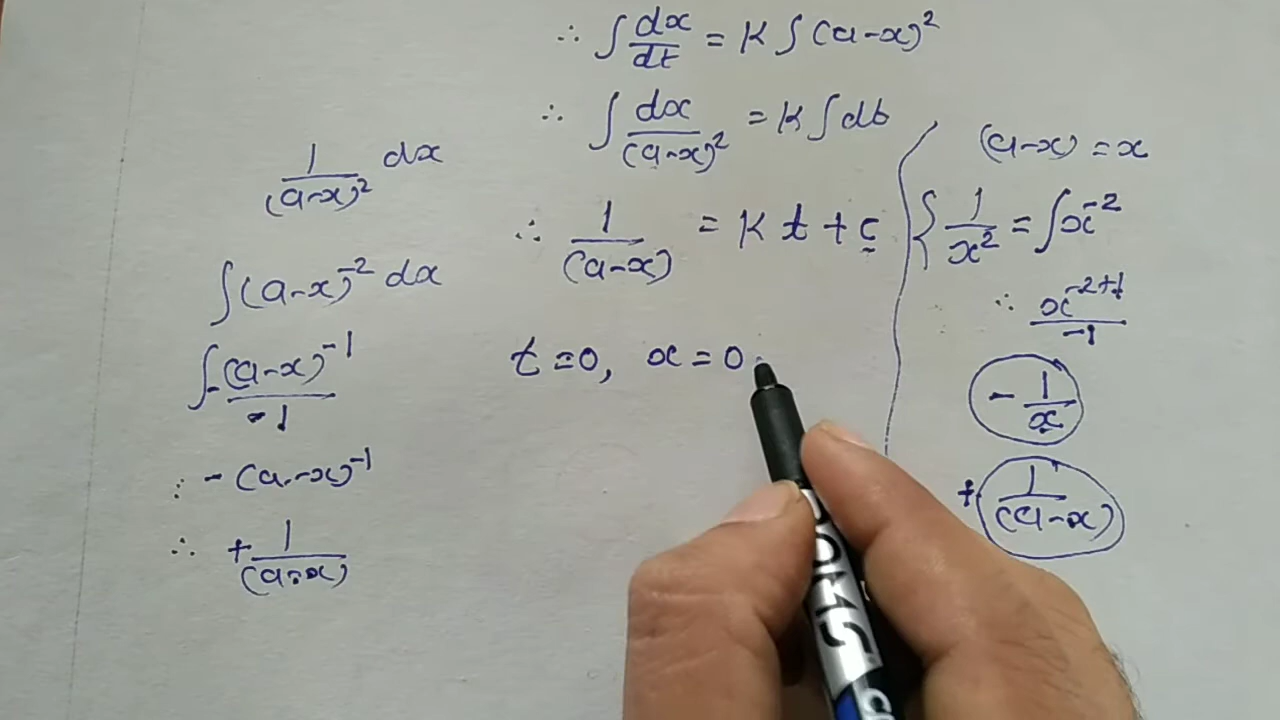 ∴ ∫ dx/dt = K ∫ (a-x)²
∴ ∫ dx/(a-x)² = K ∫ dt
∴ 1/(a-x) = K t + c
t = 0, x = 0
1/(a-x)² dx
∫ (a-x)⁻² dx
∫ - (a-x)⁻¹/-1
∴ - (a-x)⁻¹
∴ + 1/(a-x)
(a-x) = x
{ 1/x² = ∫ x⁻²
∴ x⁻²⁺¹/-1
- 1/x
+ 1/(a-x)